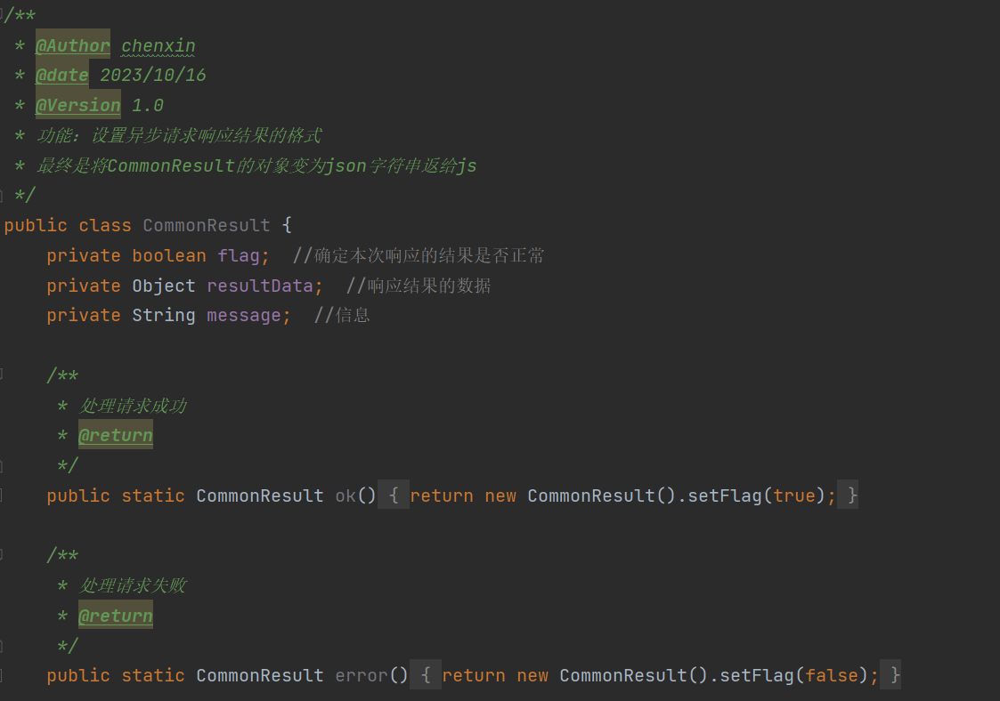 /**
 * @Author chenxin
 * @date 2023/10/16
 * @Version 1.0
 * 功能：设置异步请求响应结果的格式
 * 最终是将CommonResult的对象变为json字符串返给js
 */
public class CommonResult {
    private boolean flag;  //确定本次响应的结果是否正常
    private Object resultData;  //响应结果的数据
    private String message;  //信息

    /**
     * 处理请求成功
     * @return
     */
    public static CommonResult ok() { return new CommonResult().setFlag(true); }

    /**
     * 处理请求失败
     * @return
     */
    public static CommonResult error() { return new CommonResult().setFlag(false); }